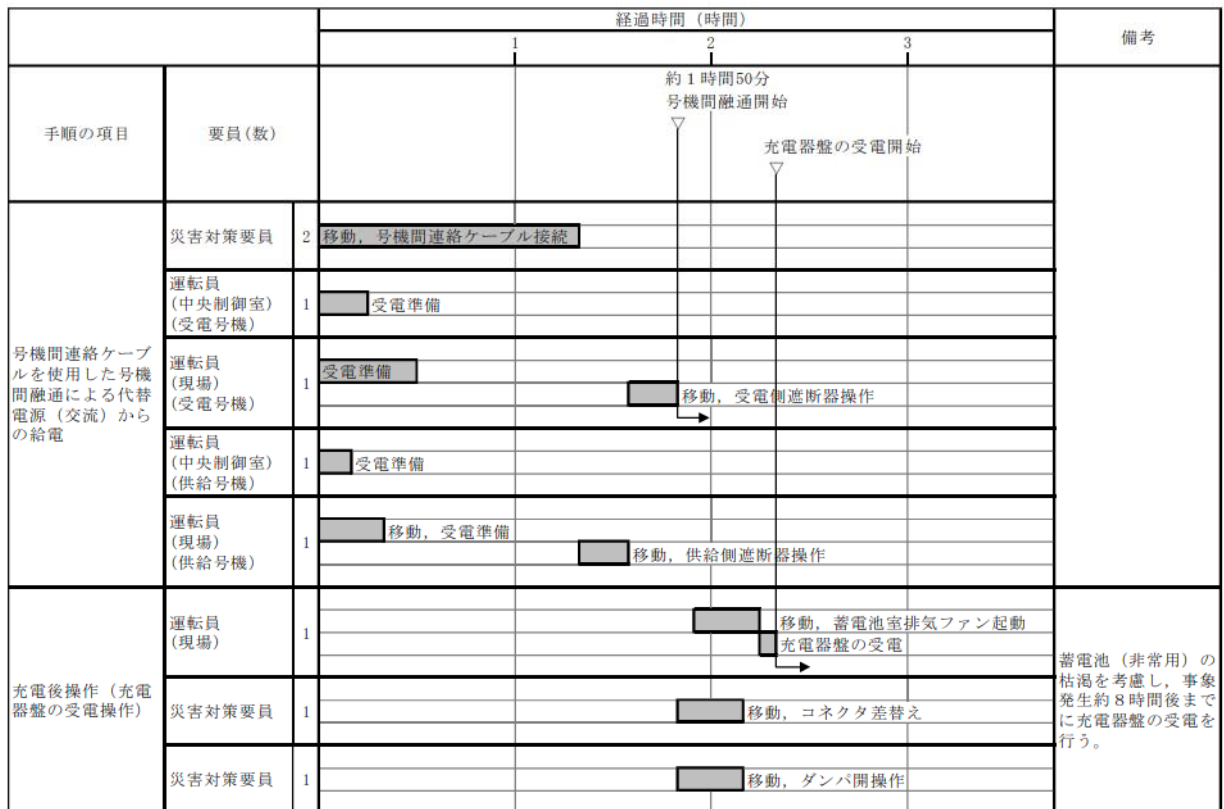 経過時間（時間）
備考
1
2
3
手順の項目
要員(数)
約１時間50分
号機間融通開始
充電器盤の受電開始
号機間連絡ケーブ
ルを使用した号機
間融通による代替
電源（交流）から
の給電
災害対策要員
2
移動，号機間連絡ケーブル接続
運転員
(中央制御室)
(受電号機)
1
受電準備
運転員
(現場)
(受電号機)
1
受電準備
移動，受電側遮断器操作
運転員
(中央制御室)
(供給号機)
1
受電準備
運転員
(現場)
(供給号機)
1
移動，受電準備
移動，供給側遮断器操作
充電後操作（充電
器盤の受電操作）
運転員
(現場)
1
移動，蓄電池室排気ファン起動
充電器盤の受電
災害対策要員
1
移動，コネクタ差替え
災害対策要員
1
移動，ダンパ開操作
蓄電池（非常用）の
枯渇を考慮し，事象
発生約８時間後まで
に充電器盤の受電を
行う。